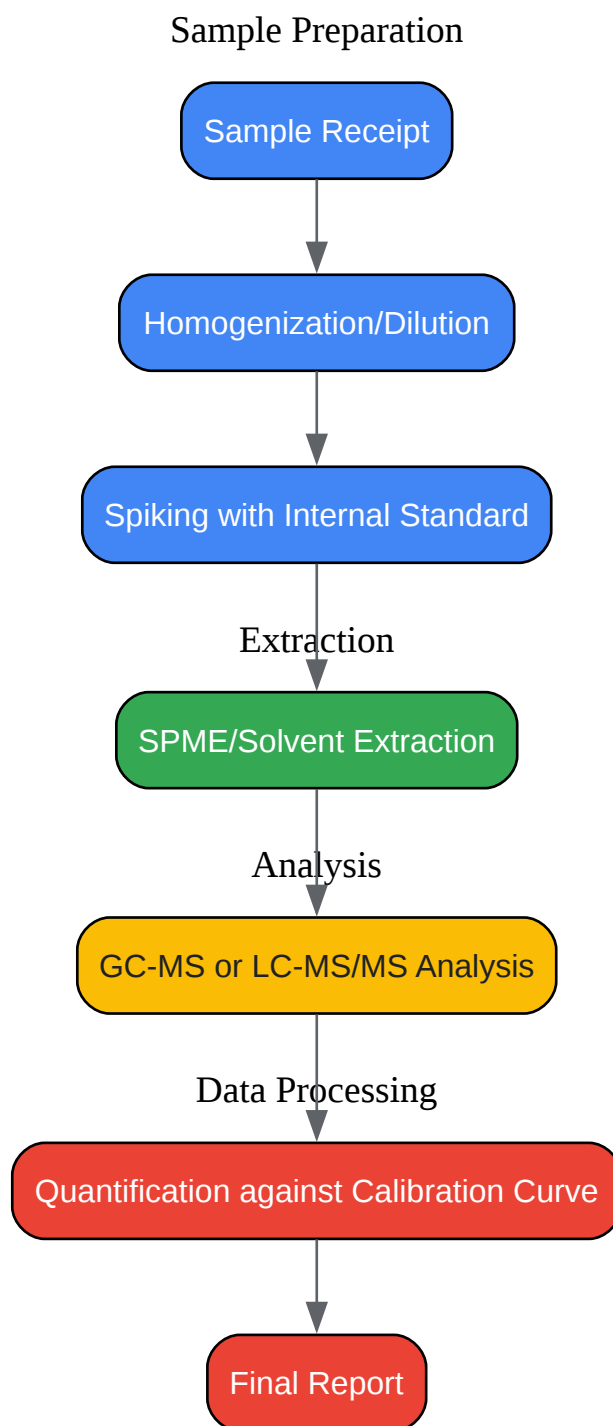 Sample Preparation
Sample Receipt
Homogenization/Dilution
Spiking with Internal Standard
Extraction
SPME/Solvent Extraction
Analysis
GC-MS or LC-MS/MS Analysis
Data Processing
Quantification against Calibration Curve
Final Report